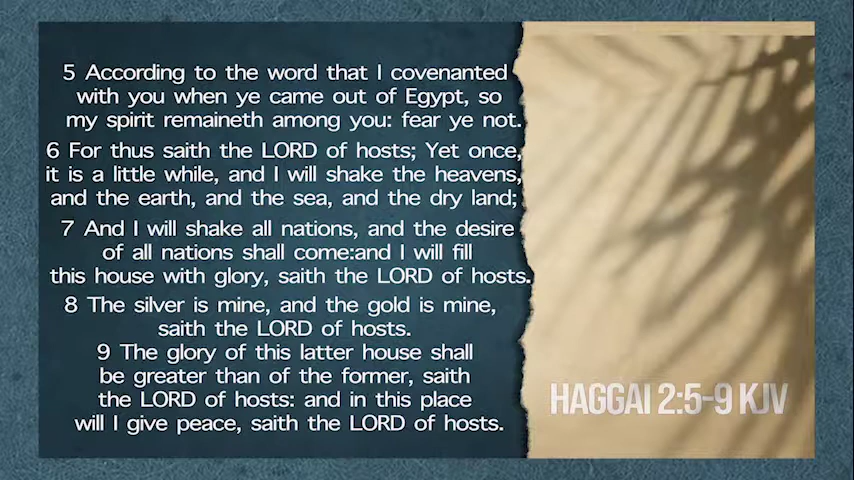 5 According to the word that I covenanted
with you when ye came out of Egypt, so
my spirit remaineth among you: fear ye not.
6 For thus saith the LORD of hosts; Yet once,
it is a little while, and I will shake the heavens,
and the earth, and the sea, and the dry land;
7 And I will shake all nations, and the desire
of all nations shall come:and I will fill
this house with glory, saith the LORD of hosts.
8 The silver is mine, and the gold is mine,
saith the LORD of hosts.
9 The glory of this latter house shall
be greater than of the former, saith
the LORD of hosts: and in this place
will I give peace, saith the LORD of hosts.
HAGGAI 2:5-9 KJV